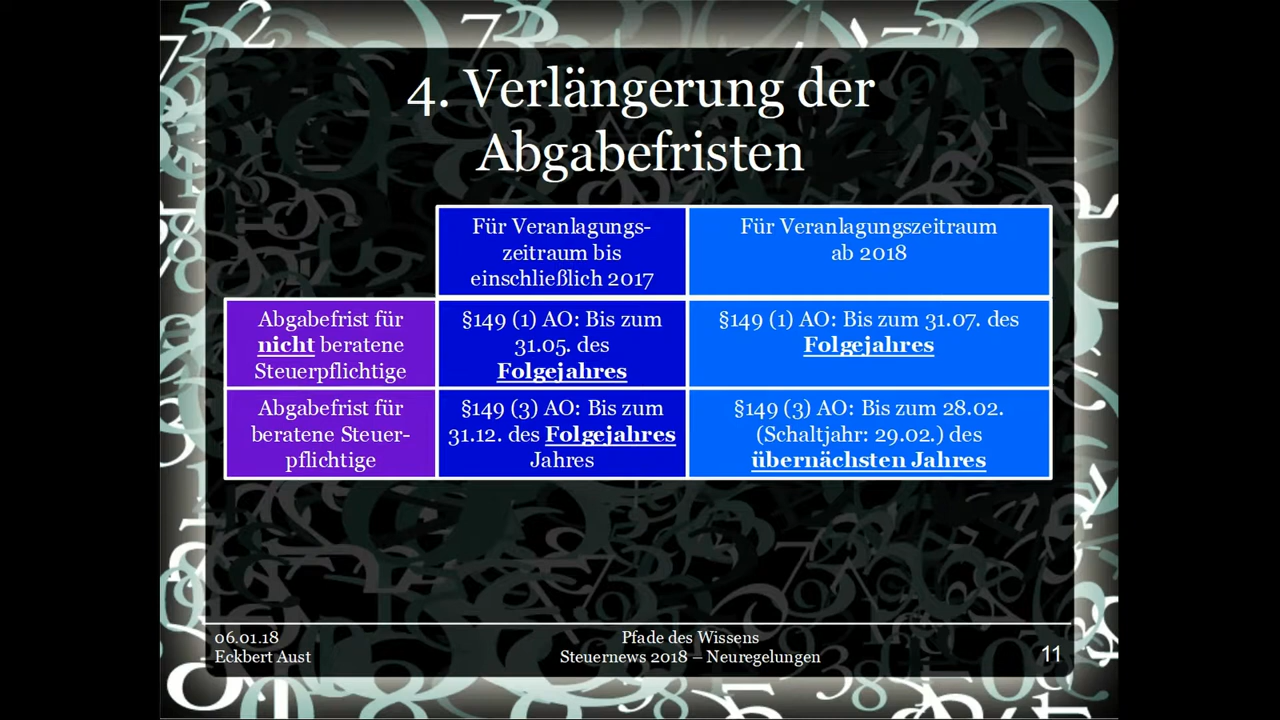 4. Verlängerung der
Abgabefristen
Für Veranlagungs-
zeitraum bis
einschließlich 2017
Für Veranlagungszeitraum
ab 2018
Abgabefrist für
nicht beratene
Steuerpflichtige
§149 (1) AO: Bis zum
31.05. des
Folgejahres
§149 (1) AO: Bis zum 31.07. des
Folgejahres
Abgabefrist für
beratene Steuer-
pflichtige
§149 (3) AO: Bis zum
31.12. des Folgejahres
Jahres
§149 (3) AO: Bis zum 28.02.
(Schaltjahr: 29.02.) des
übernächsten Jahres
06.01.18
Eckbert Aust
Pfade des Wissens
Steuernews 2018 – Neuregelungen
11